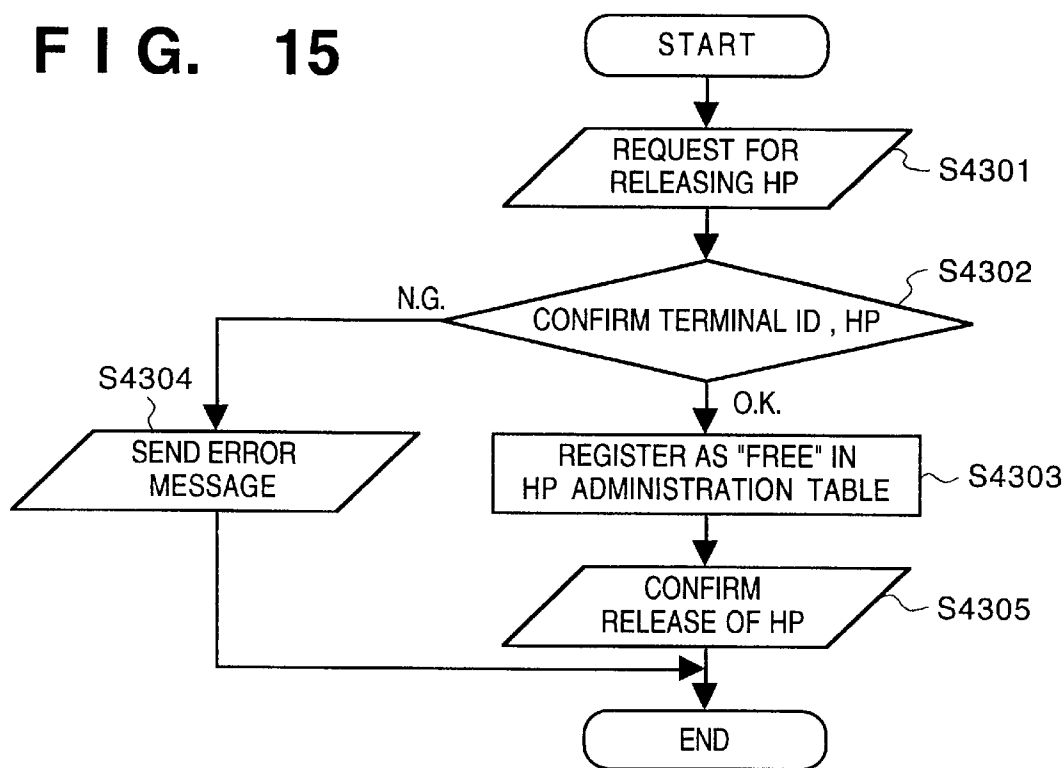 FIG. 15
START
REQUEST FOR
RELEASING HP
S4301
S4302
N.G.
CONFIRM TERMINAL ID , HP
S4304
O.K.
SEND ERROR
MESSAGE
REGISTER AS "FREE" IN
HP ADMINISTRATION TABLE
S4303
CONFIRM
RELEASE OF HP
S4305
END